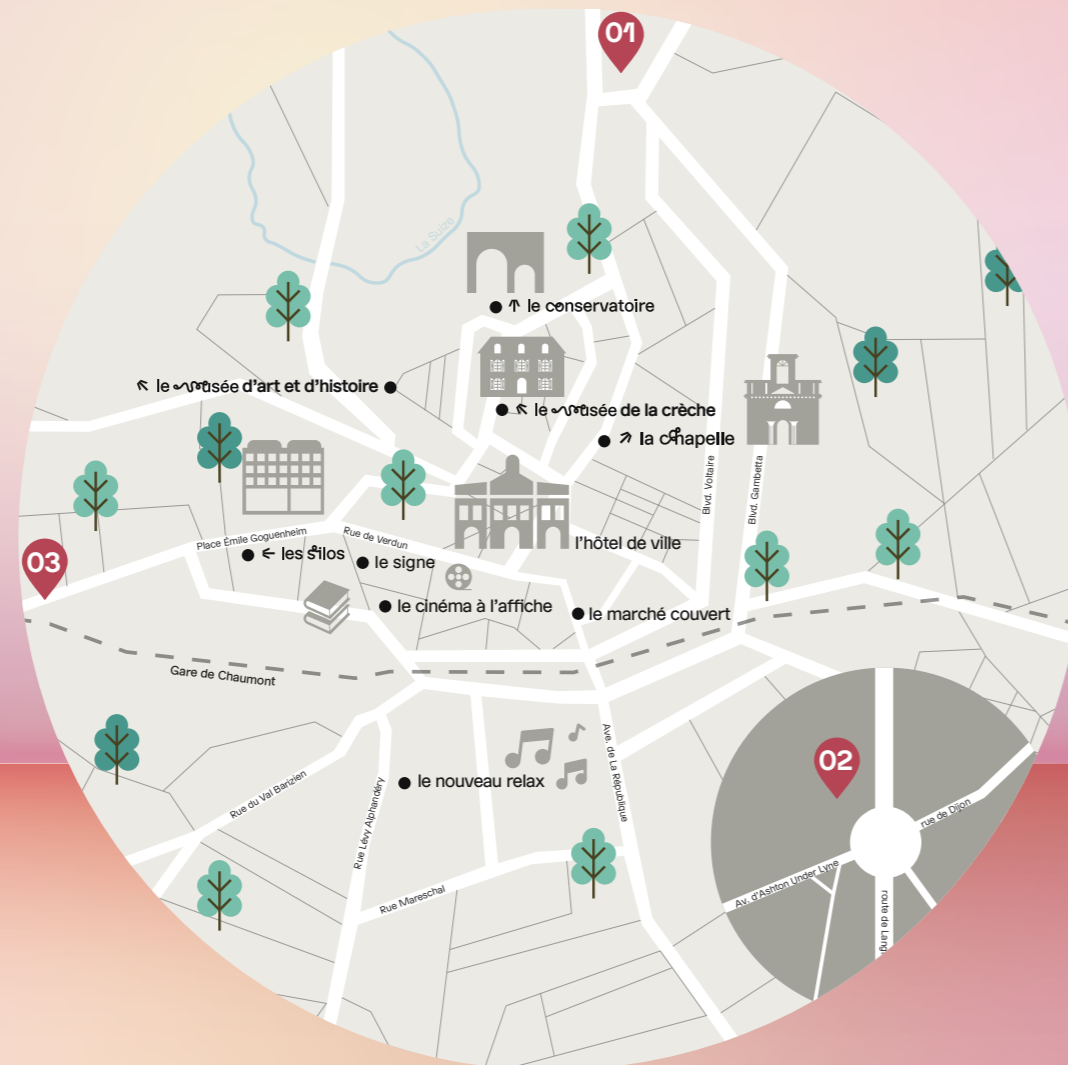 01
La Suize
↑ le conservatoire
↖ le musée d'art et d'histoire
↖ le musée de la crèche
↗ la chapelle
Blvd. Voltaire
Blvd. Gambetta
Place Émile Goguenheim
Rue de Verdun
l'hôtel de ville
← les silos
le signe
03
le cinéma à l'affiche
le marché couvert
Gare de Chaumont
Ave. de La République
02
le nouveau relax
Rue du Val Barizien
Rue Lévy Alphandéry
rue de Dijon
Av. d'Ashton Under Lyne
Rue Mareschal
route de Lang